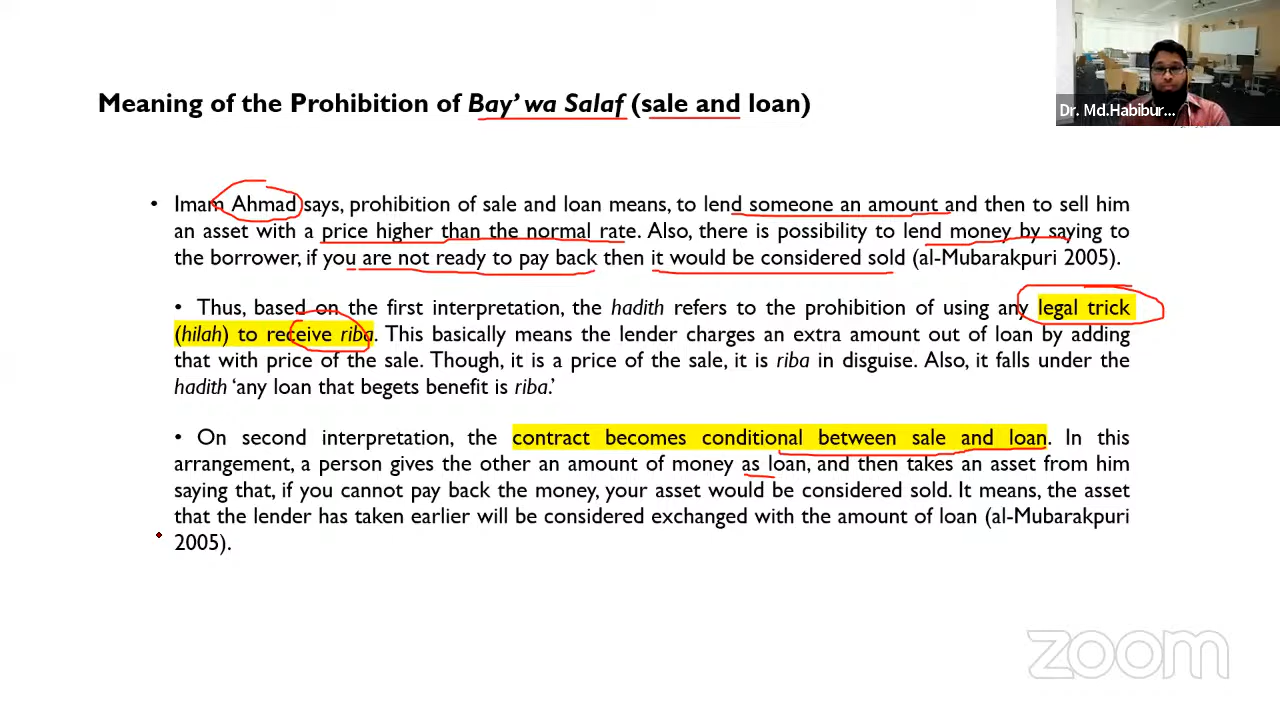 Dr. Md.Habibur...
Meaning of the Prohibition of Bay’ wa Salaf (sale and loan)
• Imam Ahmad says, prohibition of sale and loan means, to lend someone an amount and then to sell him
an asset with a price higher than the normal rate. Also, there is possibility to lend money by saying to
the borrower, if you are not ready to pay back then it would be considered sold (al-Mubarakpuri 2005).
• Thus, based on the first interpretation, the hadith refers to the prohibition of using any legal trick
(hilah) to receive riba. This basically means the lender charges an extra amount out of loan by adding
that with price of the sale. Though, it is a price of the sale, it is riba in disguise. Also, it falls under the
hadith ‘any loan that begets benefit is riba.’
• On second interpretation, the contract becomes conditional between sale and loan. In this
arrangement, a person gives the other an amount of money as loan, and then takes an asset from him
saying that, if you cannot pay back the money, your asset would be considered sold. It means, the asset
that the lender has taken earlier will be considered exchanged with the amount of loan (al-Mubarakpuri
2005).
zoom